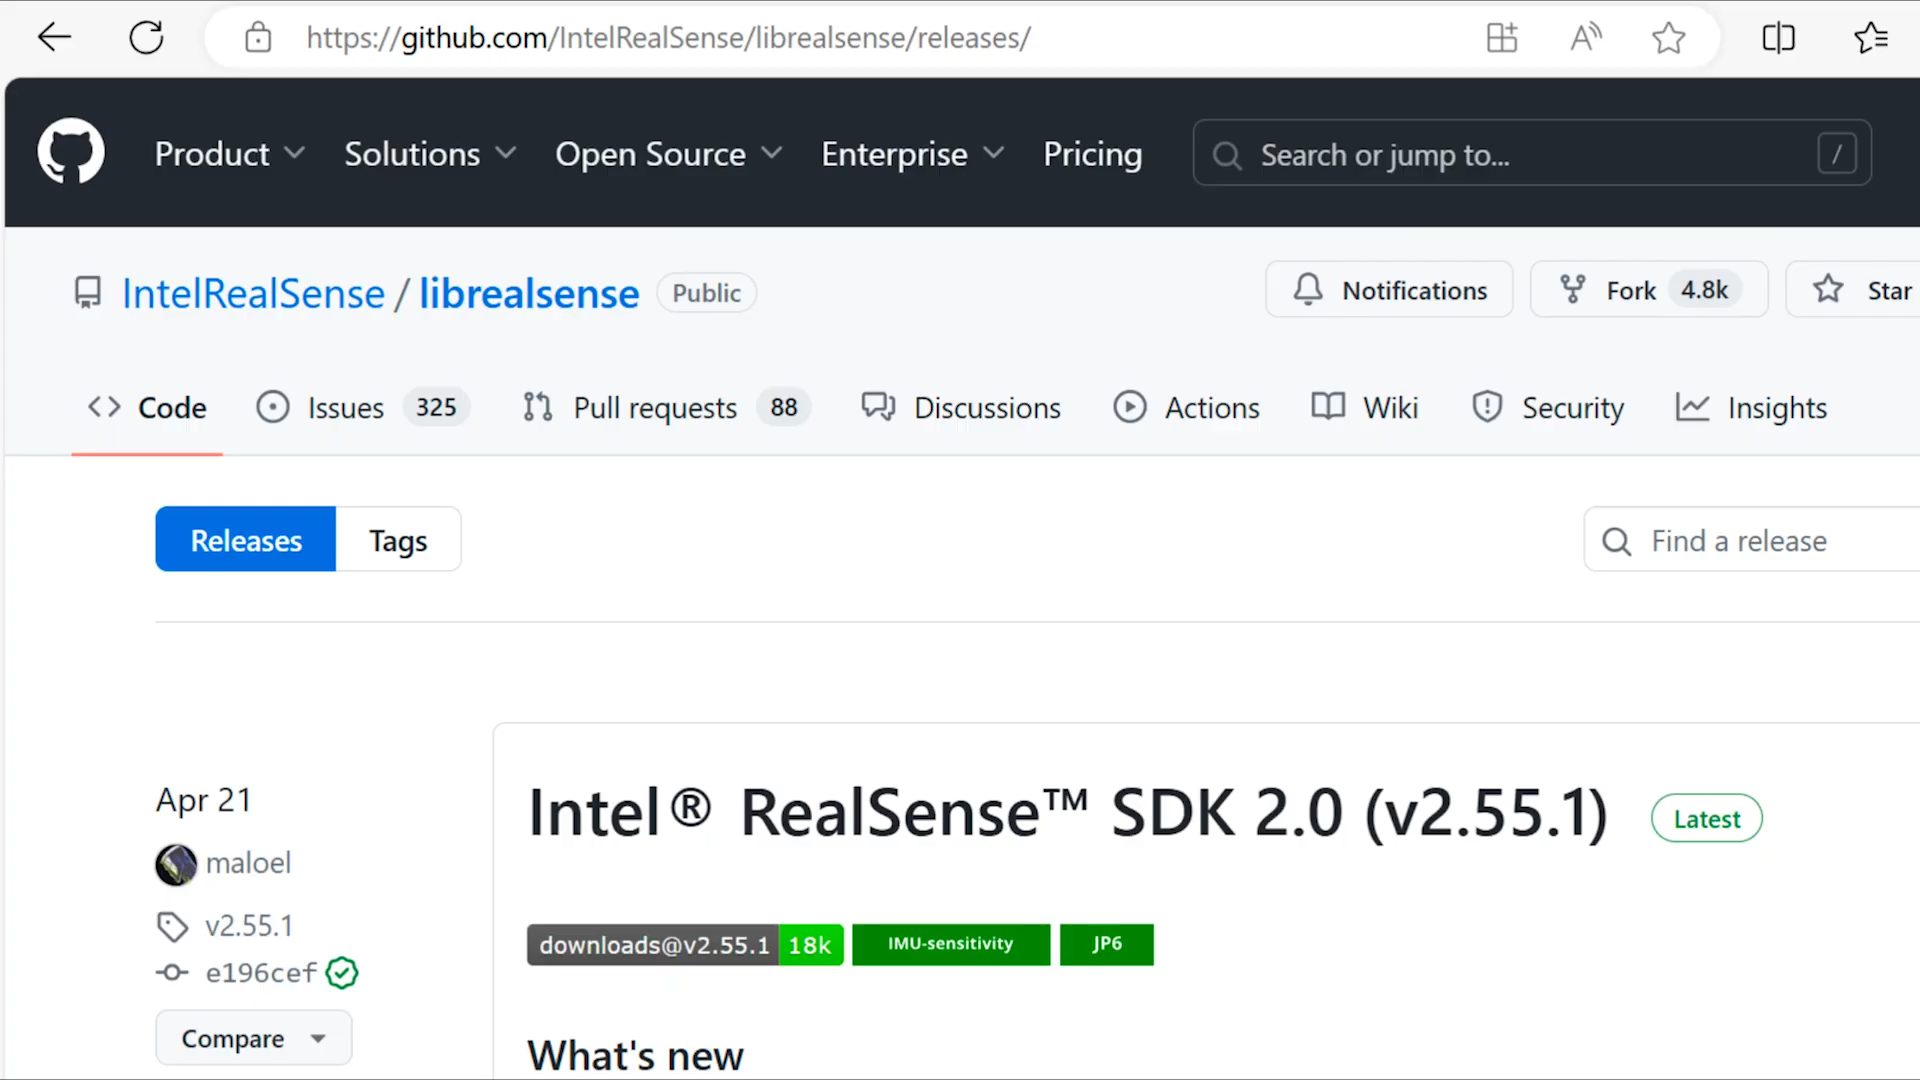 https://github.com/IntelRealSense/librealsense/releases/
Product Solutions Open Source Enterprise Pricing Search or jump to... /
IntelRealSense / librealsense Public Notifications Fork 4.8k Star
Code Issues 325 Pull requests 88 Discussions Actions Wiki Security Insights
Releases Tags Find a release
Apr 21
maloel
v2.55.1
e196cef
Compare
Intel® RealSense™ SDK 2.0 (v2.55.1) Latest
downloads@v2.55.1 18k IMU-sensitivity JP6
What's new